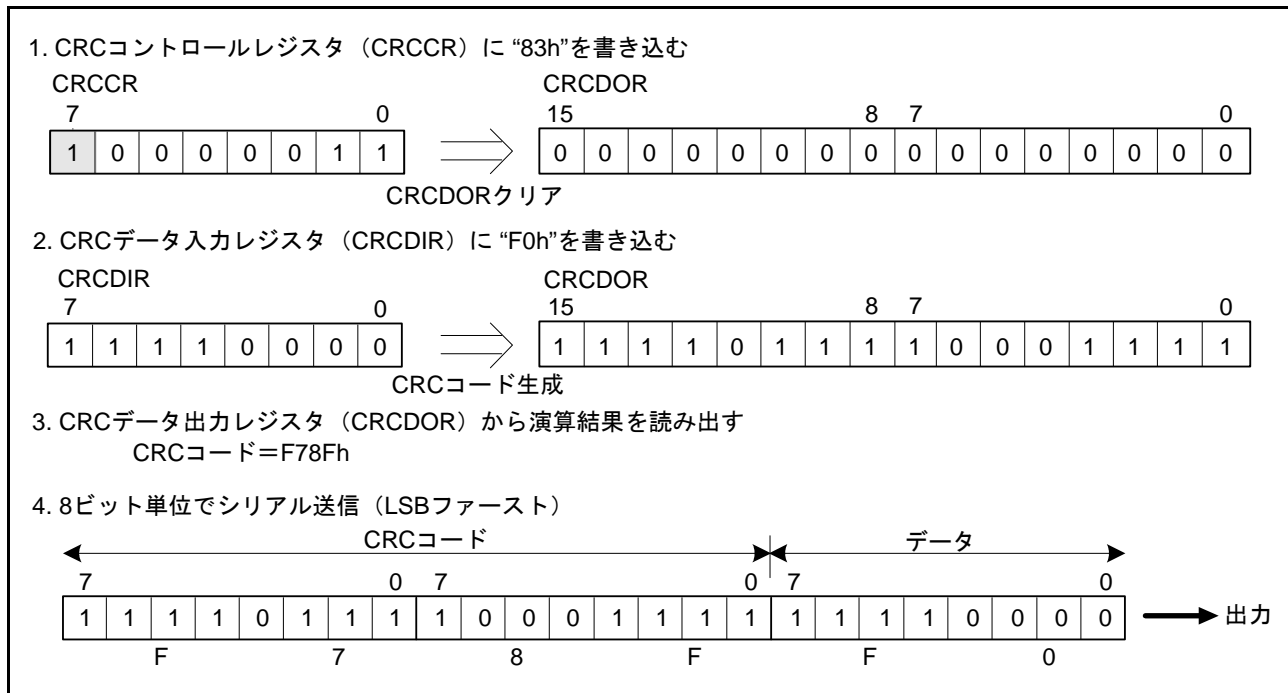 1. CRCコントロールレジスタ（CRCCR）に “83h”を書き込む
CRCCR CRCDOR
7 0 15 8 7 0
1 0 0 0 0 0 1 1 0 0 0 0 0 0 0 0 0 0 0 0 0 0 0 0
CRCDORクリア
2. CRCデータ入力レジスタ（CRCDIR）に “F0h”を書き込む
CRCDIR CRCDOR
7 0 15 8 7 0
1 1 1 1 0 0 0 0 1 1 1 1 0 1 1 1 1 0 0 0 1 1 1 1
CRCコード生成
3. CRCデータ出力レジスタ（CRCDOR）から演算結果を読み出す
CRCコード＝F78Fh
4. 8ビット単位でシリアル送信（LSBファースト）
CRCコード データ
7 0 7 0 7 0
1 1 1 1 0 1 1 1 1 0 0 0 1 1 1 1 1 1 1 1 0 0 0 0 出力
F 7 8 F F 0